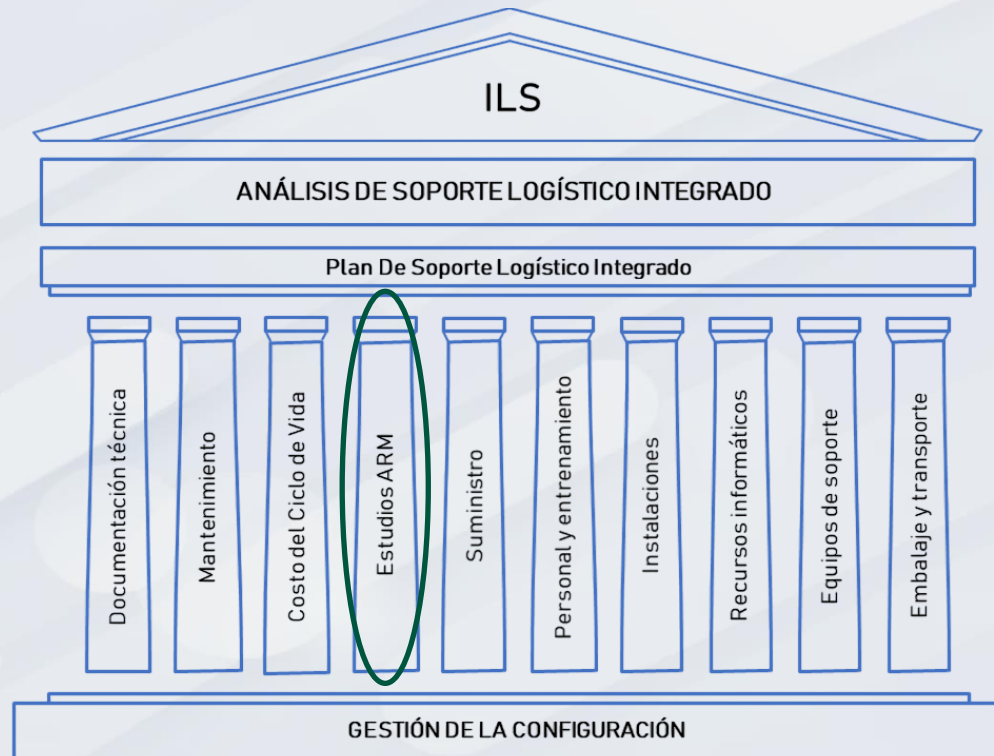 ILS
ANÁLISIS DE SOPORTE LOGÍSTICO INTEGRADO
Plan De Soporte Logístico Integrado
Documentación técnica
Mantenimiento
Costo del Ciclo de Vida
Estudios ARM
Suministro
Personal y entrenamiento
Instalaciones
Recursos informáticos
Equipos de soporte
Embalaje y transporte
GESTIÓN DE LA CONFIGURACIÓN